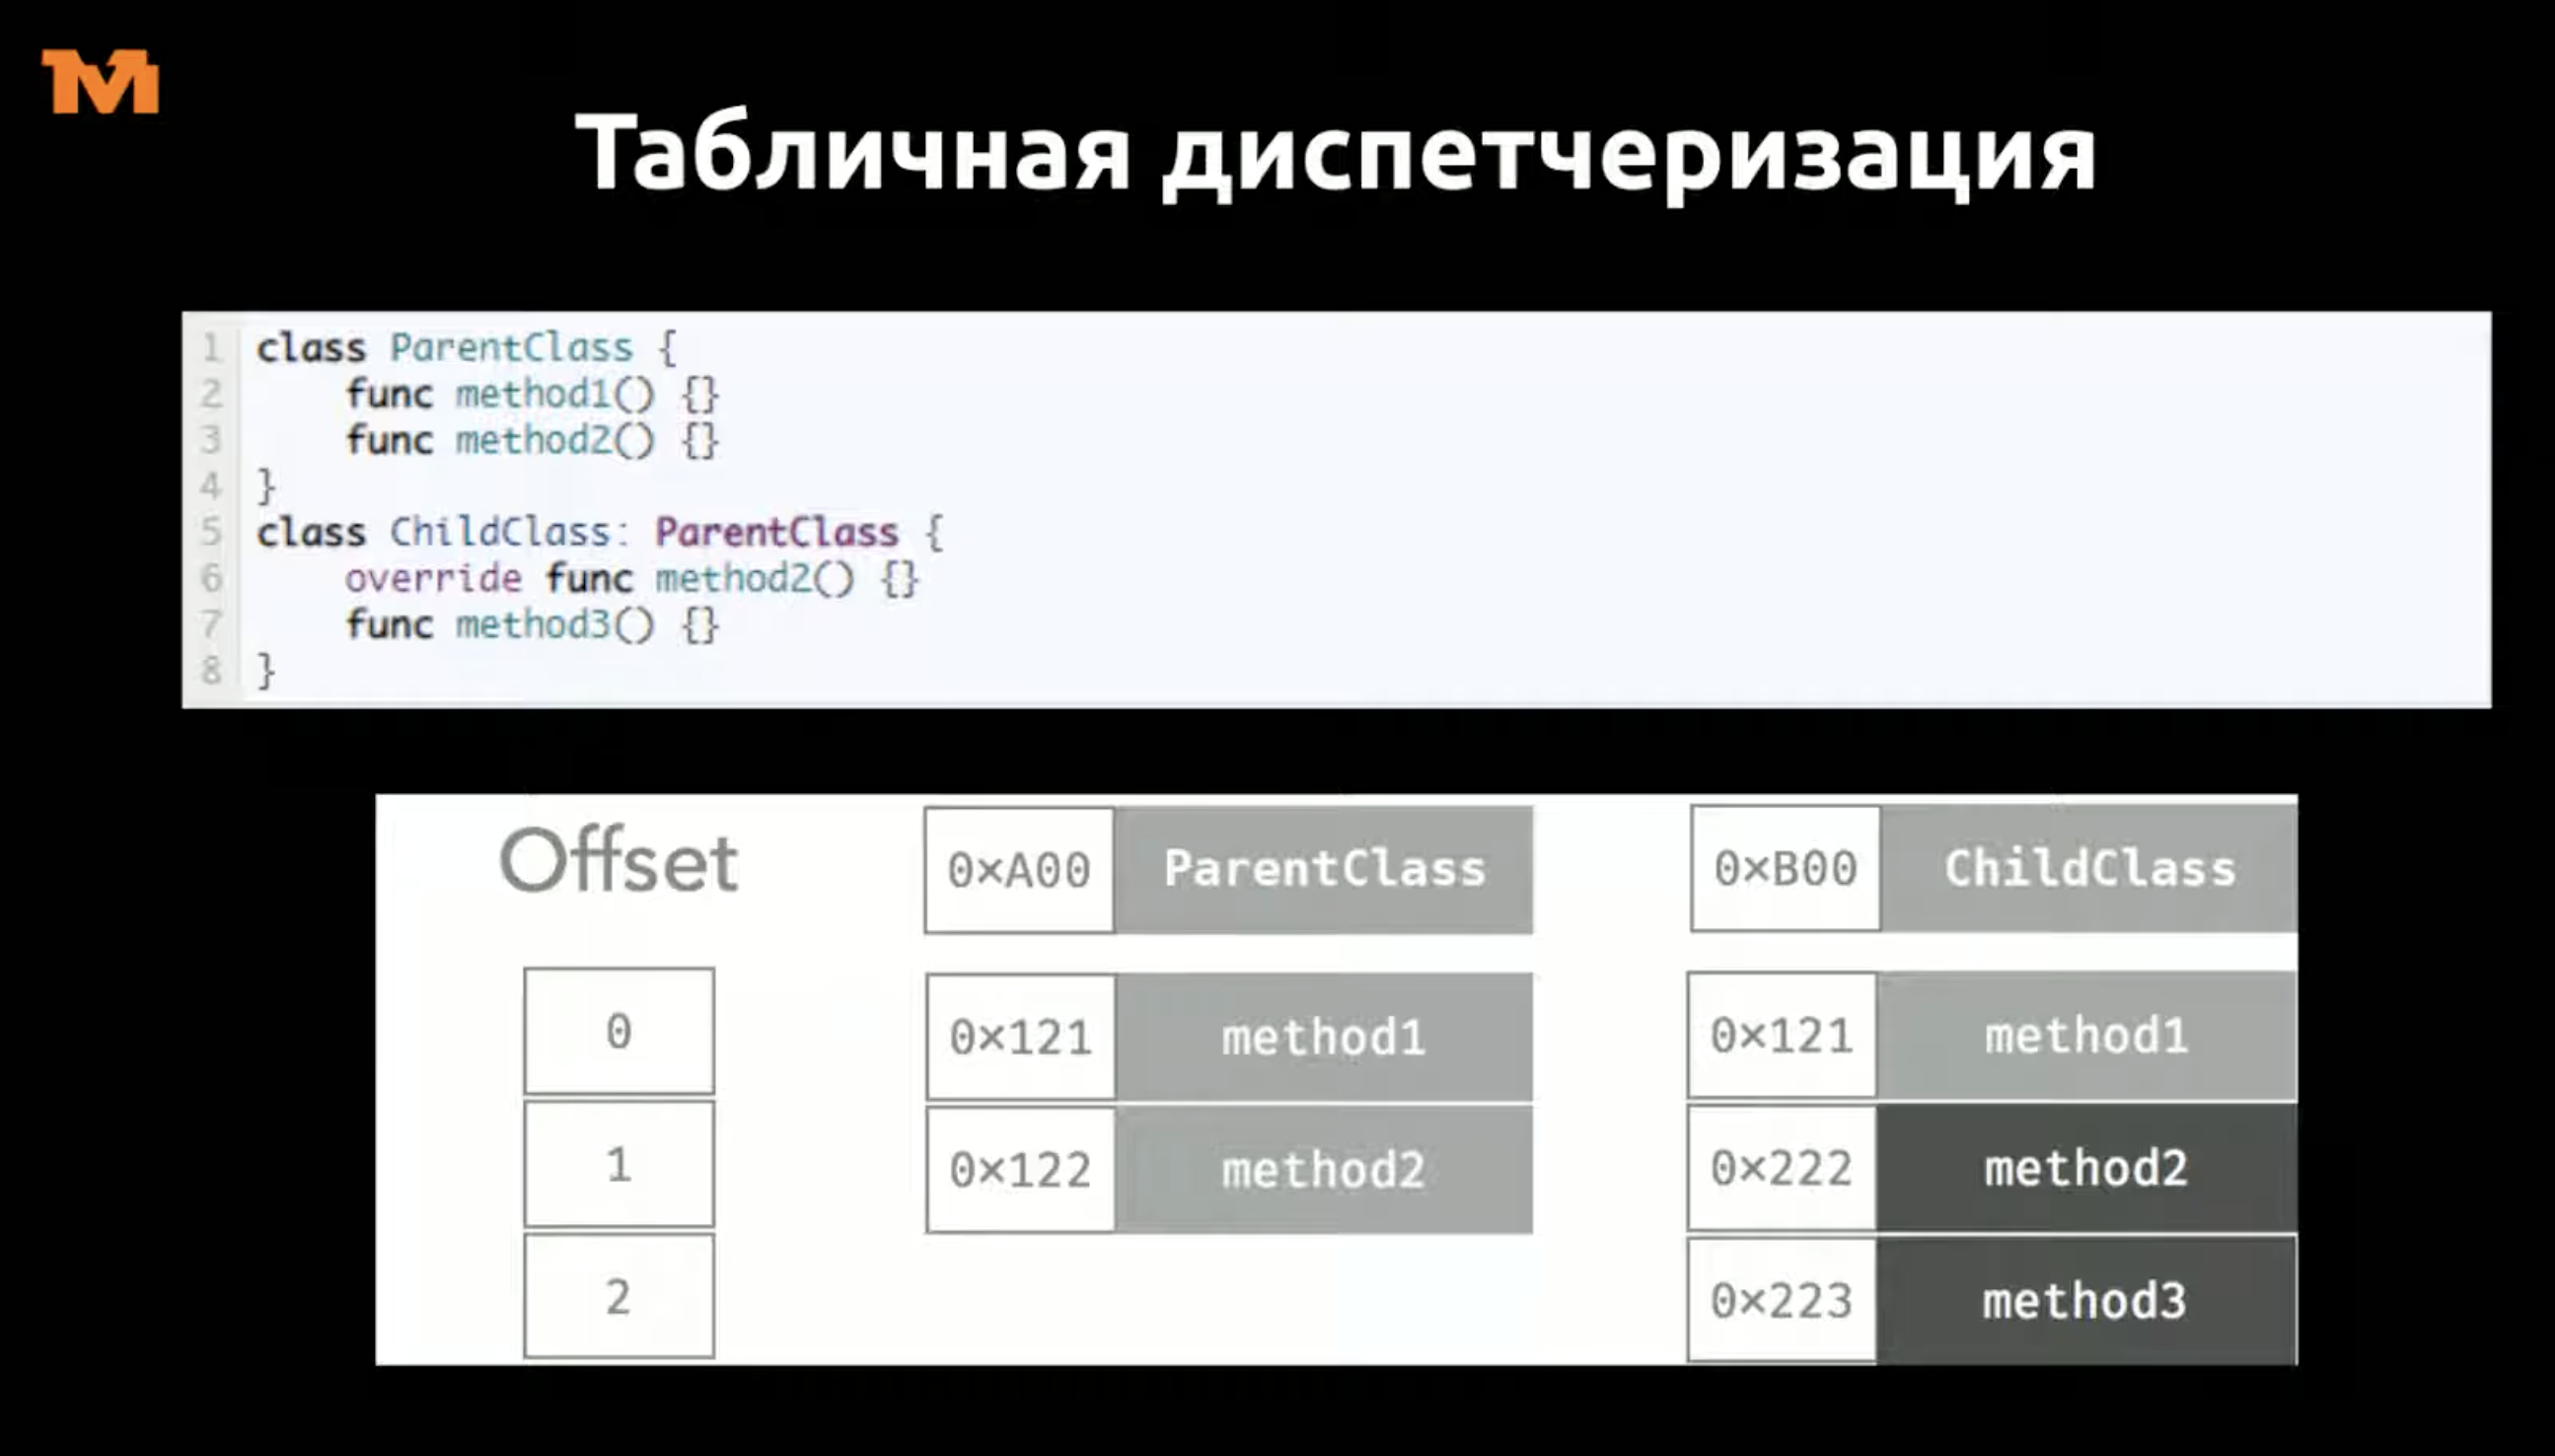 M
Табличная диспетчеризация
1 class ParentClass {
2     func method1() {}
3     func method2() {}
4 }
5 class ChildClass: ParentClass {
6     override func method2() {}
7     func method3() {}
8 }
Offset 0×A00 ParentClass 0×B00 ChildClass
0 0×121 method1 0×121 method1
1 0×122 method2 0×222 method2
2 0×223 method3